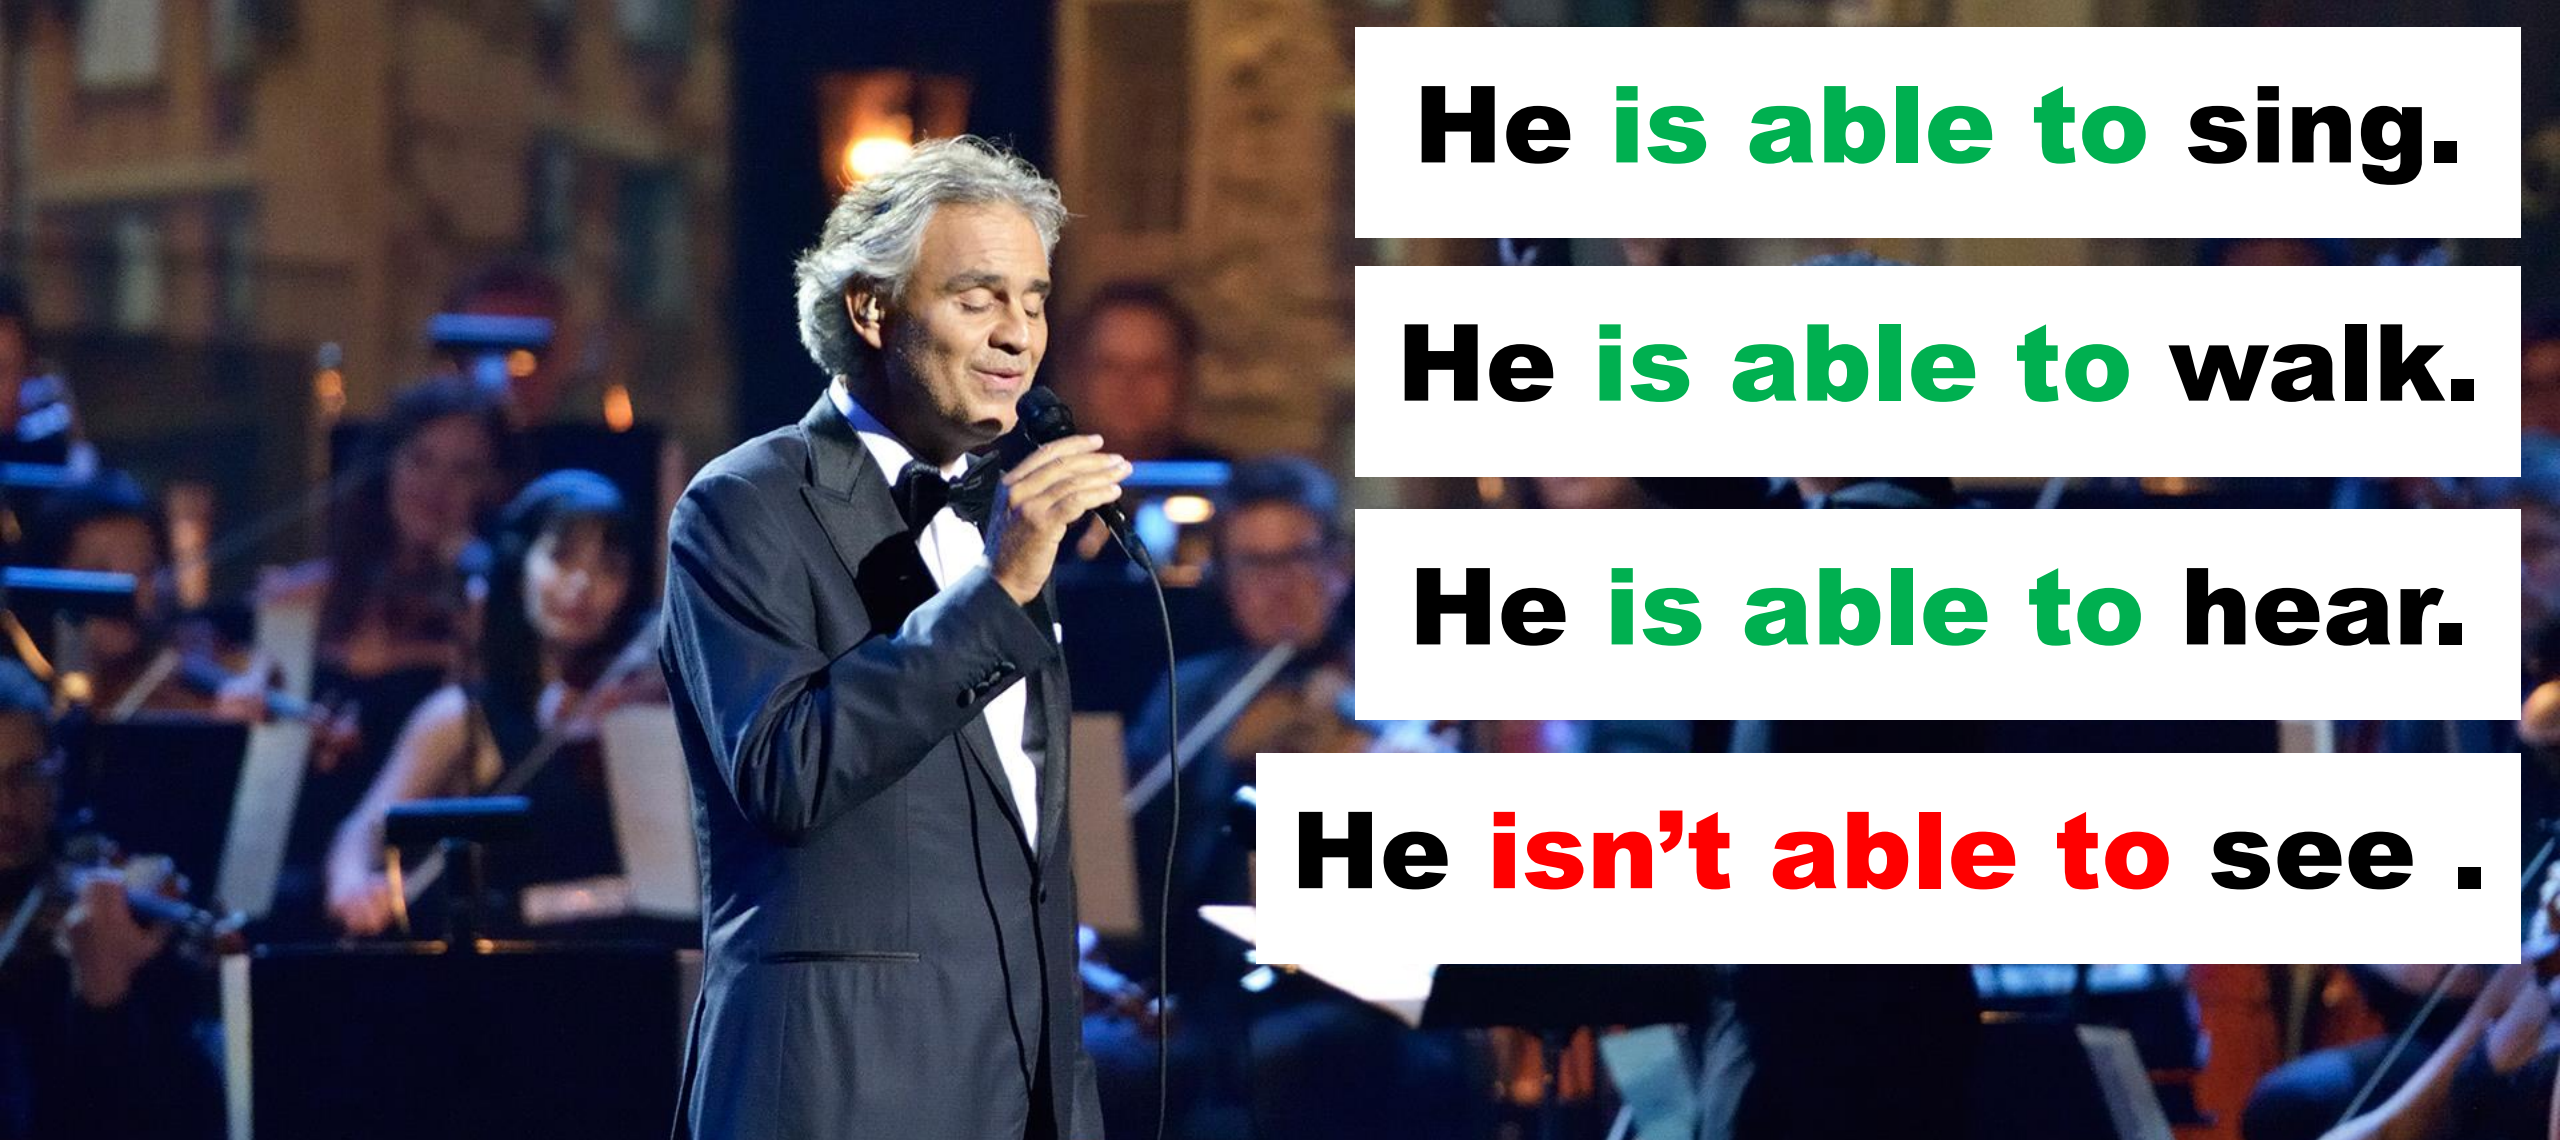 He is able to sing.
He is able to walk.
He is able to hear.
He isn’t able to see .